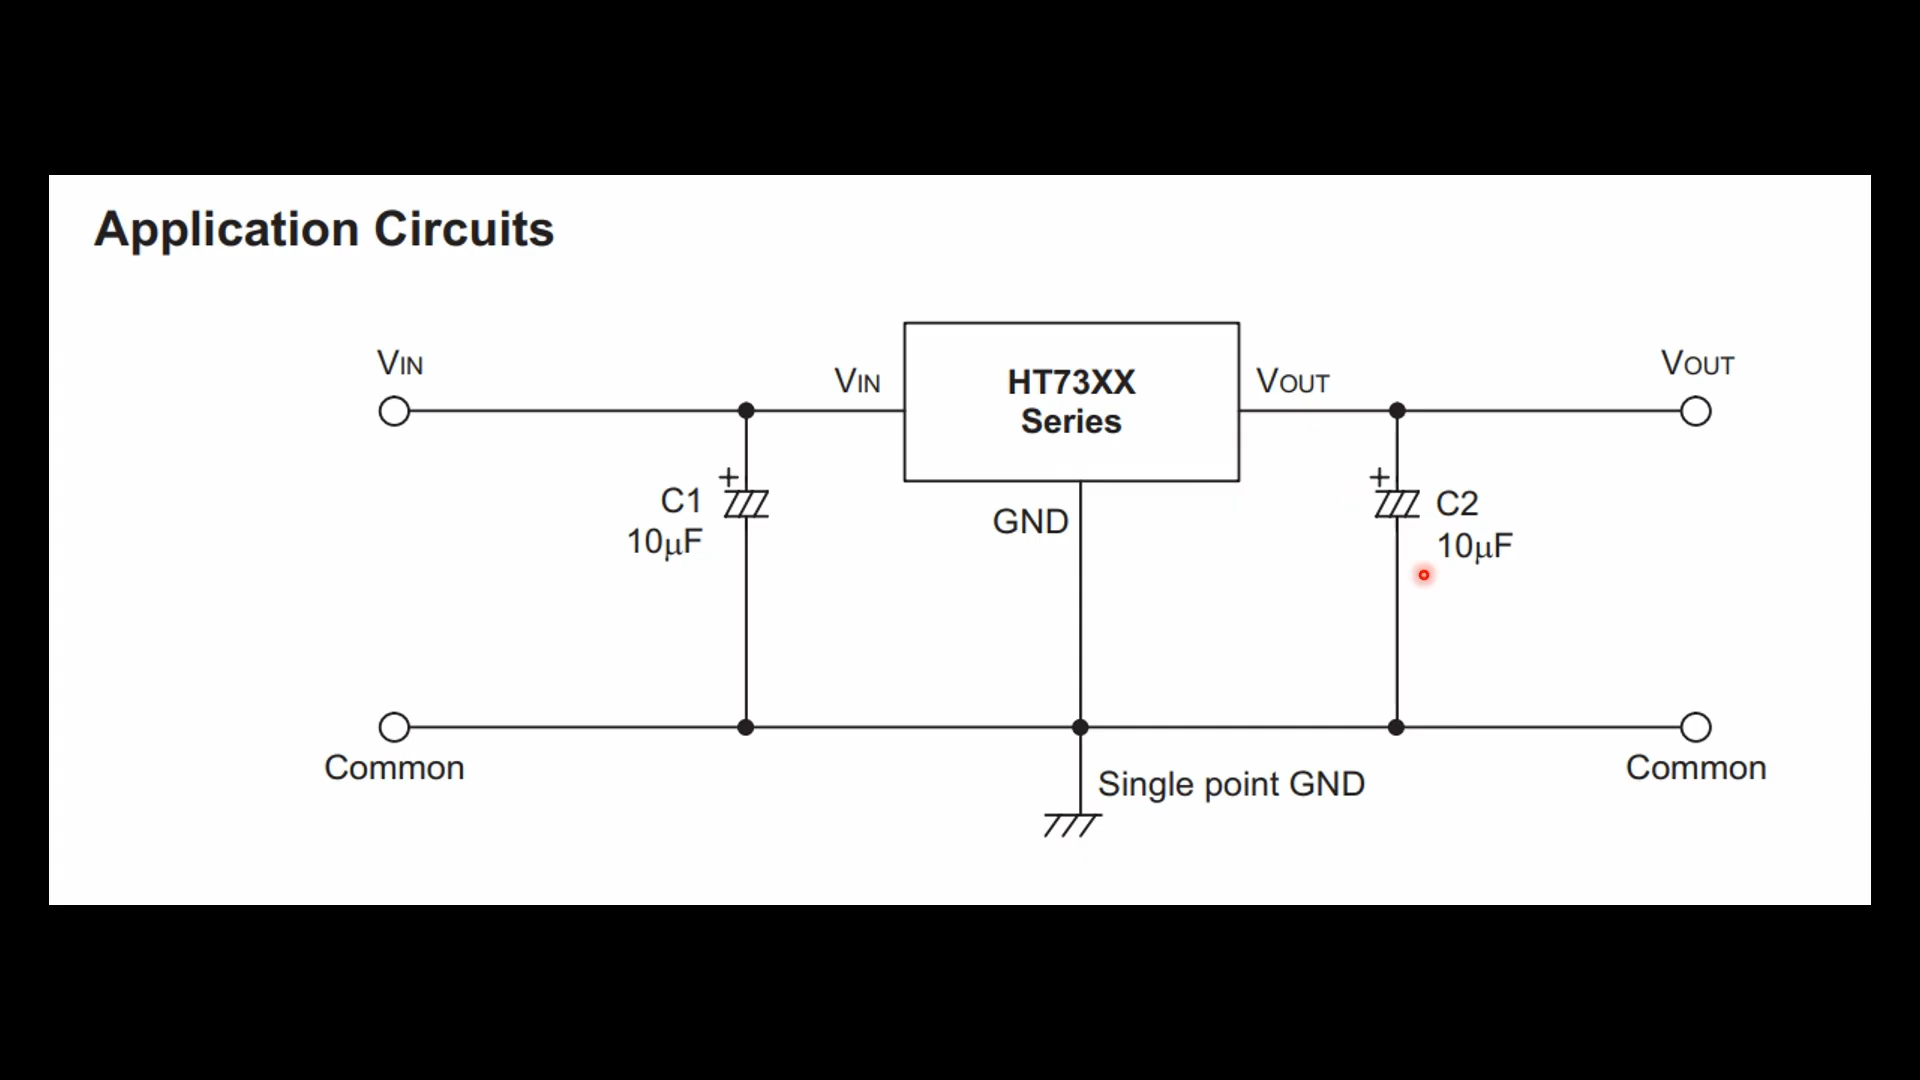 Application Circuits
VIN
VIN
HT73XX
Series
VOUT
VOUT
+
C1
10μF
GND
+
C2
10μF
Common
Single point GND
Common